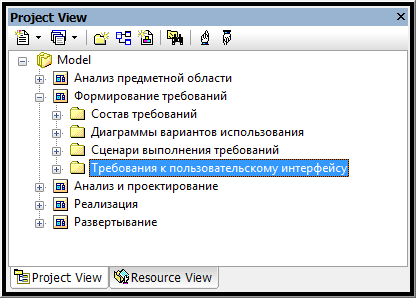 Project View
Model
Анализ предметной области
Формирование требований
Состав требований
Диаграммы вариантов использования
Сценари выполнения требований
Требования к пользовательскому интерфейсу
Анализ и проектирование
Реализация
Развертывание
Project View
Resource View